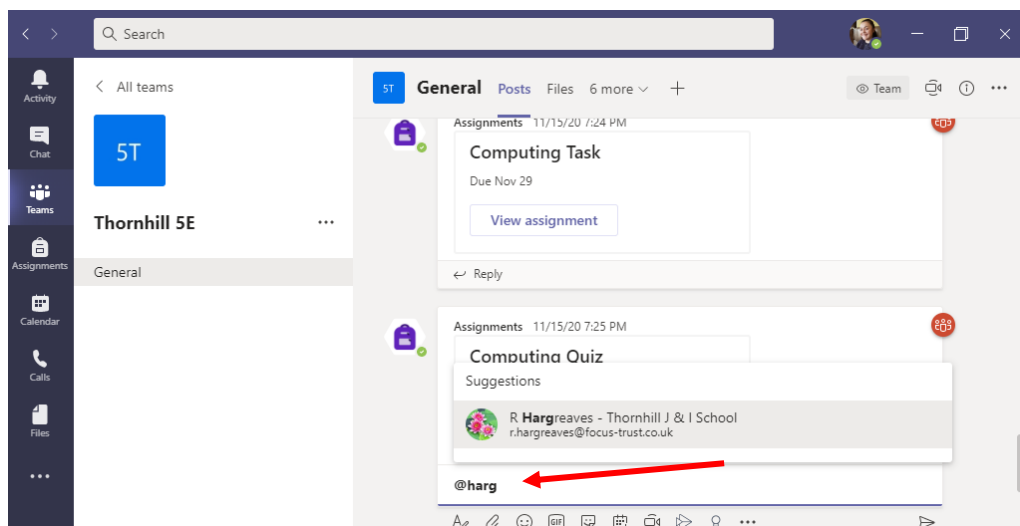 Search
Activity
Chat
Teams
Assignments
Calendar
Calls
Files
All teams
5T
Thornhill 5E
General
5T General Posts Files 6 more
Team
Assignments 11/15/20 7:24 PM
Computing Task
Due Nov 29
View assignment
Reply
Assignments 11/15/20 7:25 PM
Computing Quiz
Suggestions
R Hargreaves - Thornhill J & I School
r.hargreaves@focus-trust.co.uk
@harg
GIF